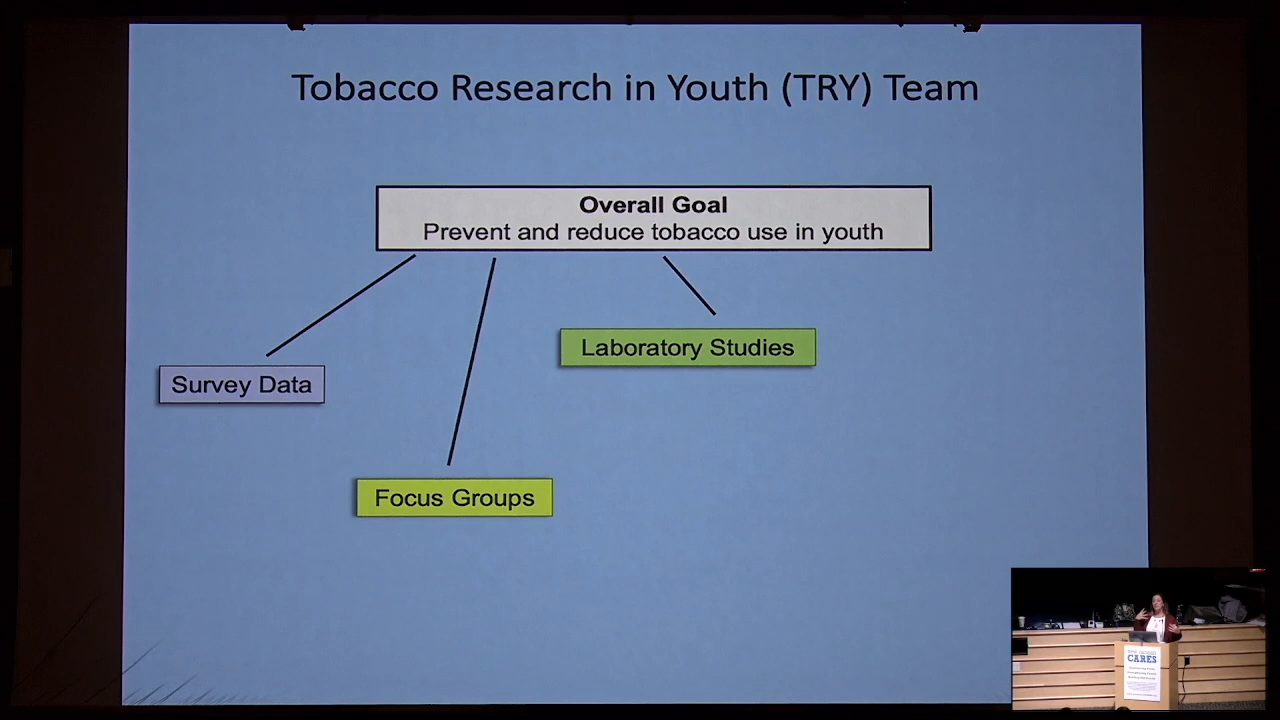 Tobacco Research in Youth (TRY) Team
Overall Goal
Prevent and reduce tobacco use in youth
Laboratory Studies
Survey Data
Focus Groups
CARES